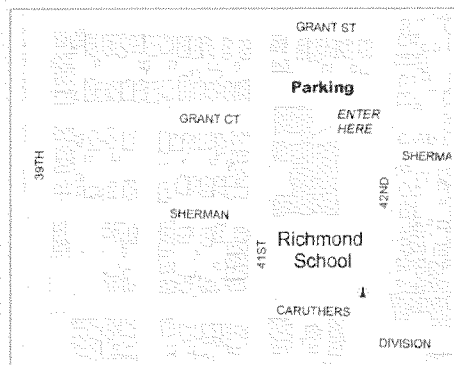 GRANT ST
Parking
ENTER
HERE
GRANT CT
39TH
SHERMA
42ND
SHERMAN
41ST
Richmond
School
CARUTHERS
DIVISION